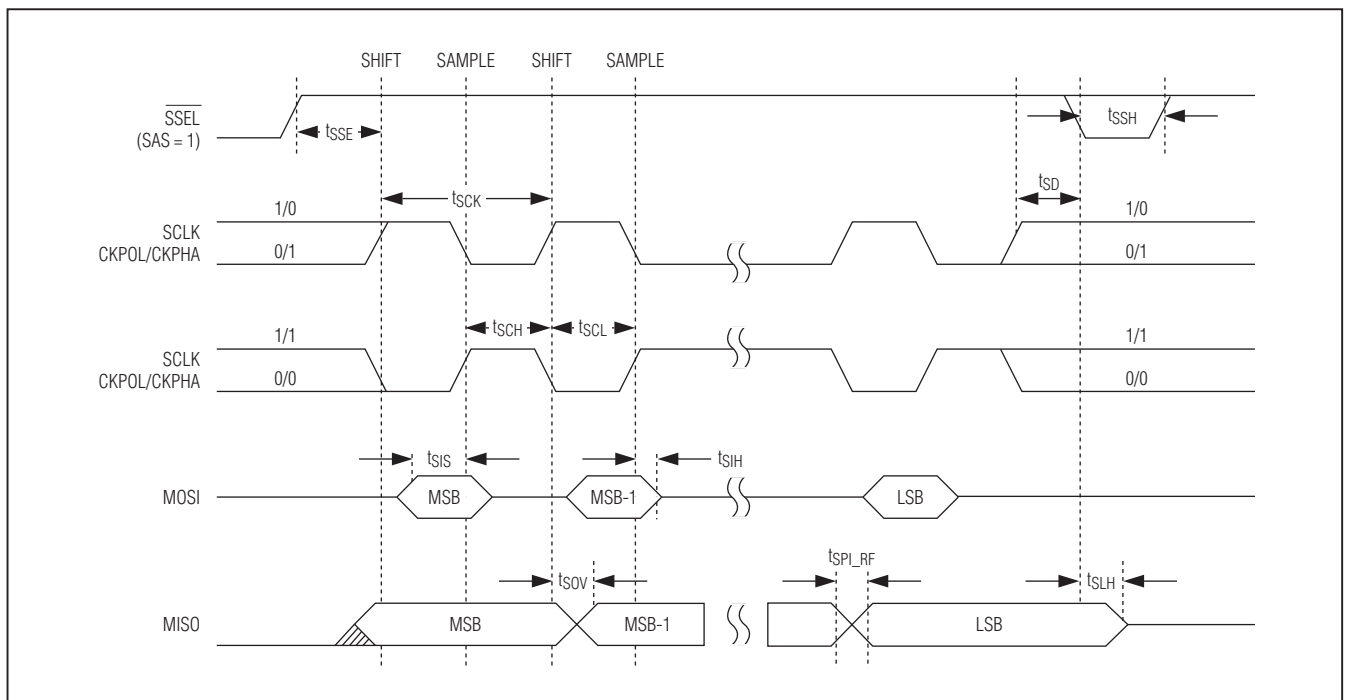 SHIFT SAMPLE SHIFT SAMPLE
SSEL
(SAS = 1)
tSSE
tSSH
tSD
tSCK
1/0
SCLK
CKPOL/CKPHA
0/1
1/0
0/1
tSCH
tSCL
1/1
SCLK
CKPOL/CKPHA
0/0
1/1
0/0
tSIS
tSIH
MOSI
MSB
MSB-1
LSB
tSOV
tSPI_RF
tSLH
MISO
MSB
MSB-1
LSB